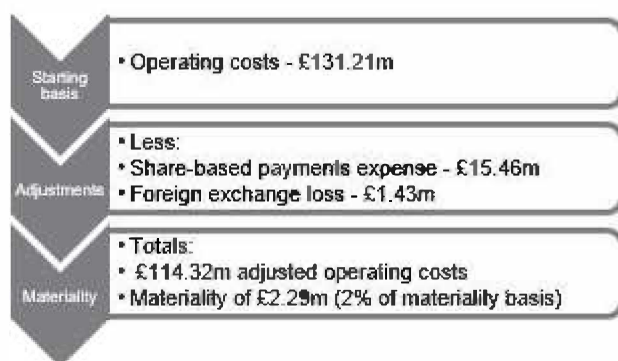 Starting
basis
• Operating costs - £131.21m
Adjustments
• Less:
• Share-based payments expense - £15.46m
• Foreign exchange loss - £1.43m
Materiality
• Totals:
• £114.32m adjusted operating costs
• Materiality of £2.29m (2% of materiality basis)